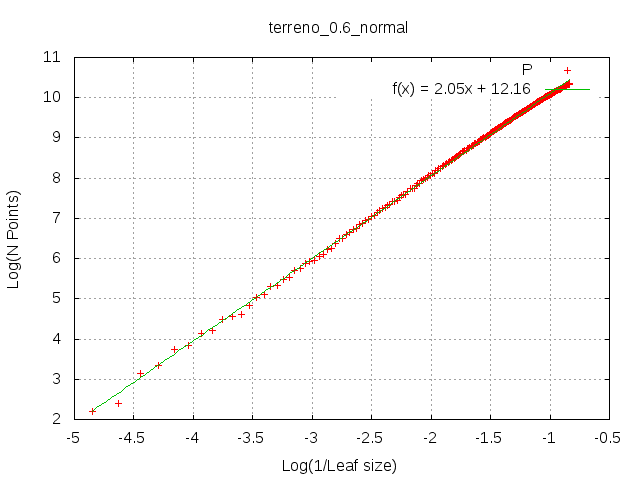 terreno_0.6_normal
11
10
9
8
7
6
5
4
3
2
Log(N Points)
P
f(x) = 2.05x + 12.16
-5 -4.5 -4 -3.5 -3 -2.5 -2 -1.5 -1 -0.5
Log(1/Leaf size)